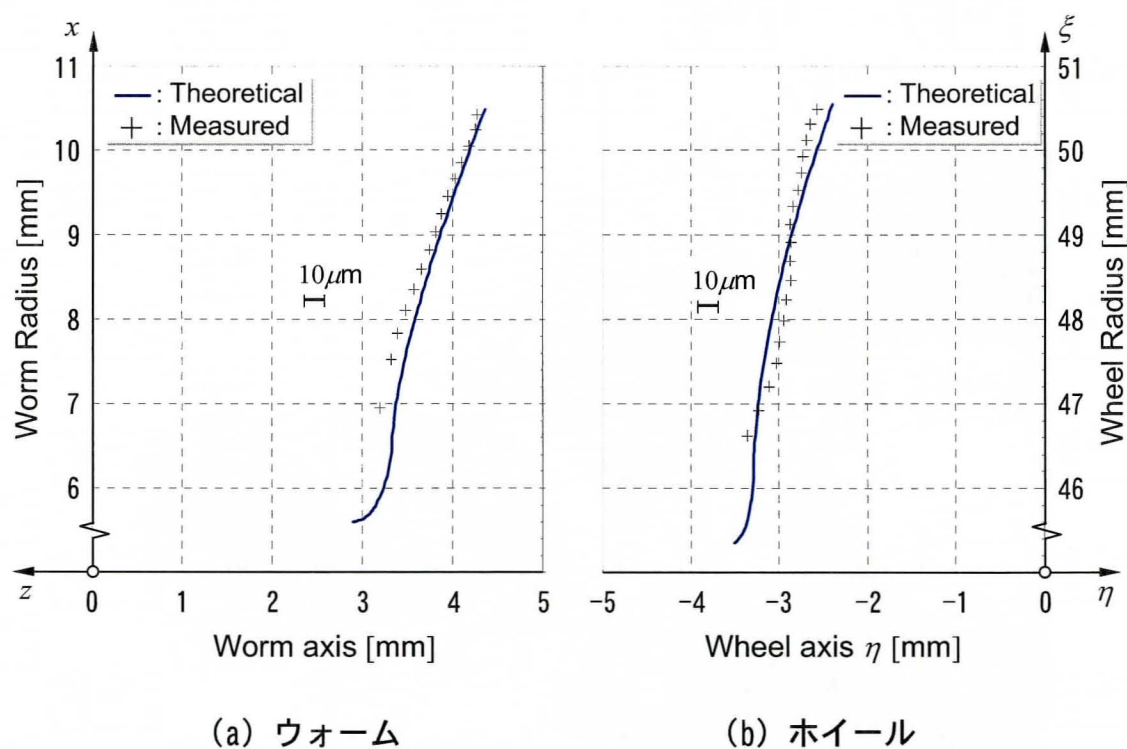 x
11
— : Theoretical
+ : Measured
10
9
8
7
6
Worm Radius [mm]
10μm
z
0 1 2 3 4 5
Worm axis [mm]
(a) ウォーム
ξ
51
— : Theoretical
+ : Measured
50
49
48
47
46
Wheel Radius [mm]
10μm
-5 -4 -3 -2 -1 0
η
Wheel axis η [mm]
(b) ホイール